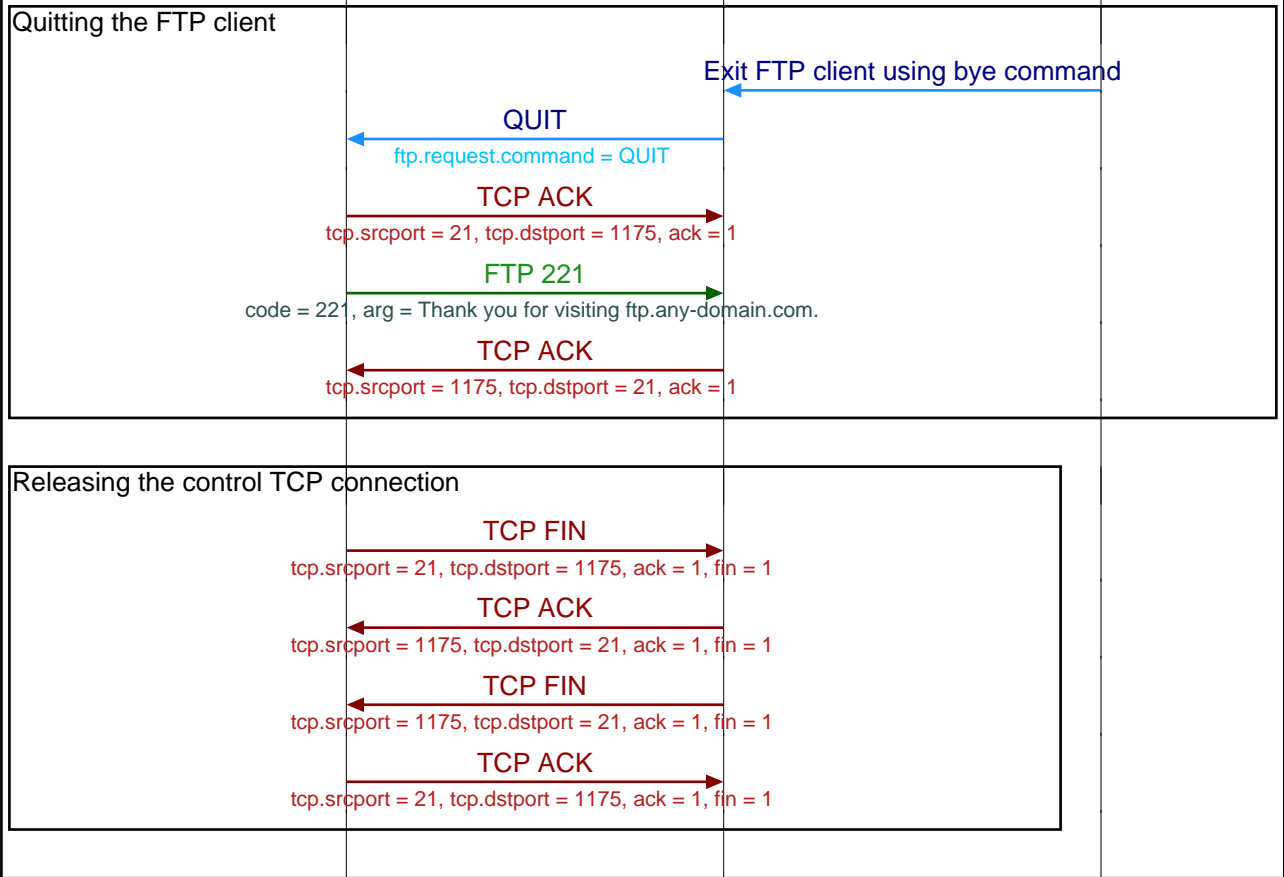 Quitting the FTP client
Exit FTP client using bye command
QUIT
ftp.request.command = QUIT
TCP ACK
tcp.srcport = 21, tcp.dstport = 1175, ack = 1
FTP 221
code = 221, arg = Thank you for visiting ftp.any-domain.com.
TCP ACK
tcp.srcport = 1175, tcp.dstport = 21, ack = 1
Releasing the control TCP connection
TCP FIN
tcp.srcport = 21, tcp.dstport = 1175, ack = 1, fin = 1
TCP ACK
tcp.srcport = 1175, tcp.dstport = 21, ack = 1, fin = 1
TCP FIN
tcp.srcport = 1175, tcp.dstport = 21, ack = 1, fin = 1
TCP ACK
tcp.srcport = 21, tcp.dstport = 1175, ack = 1, fin = 1